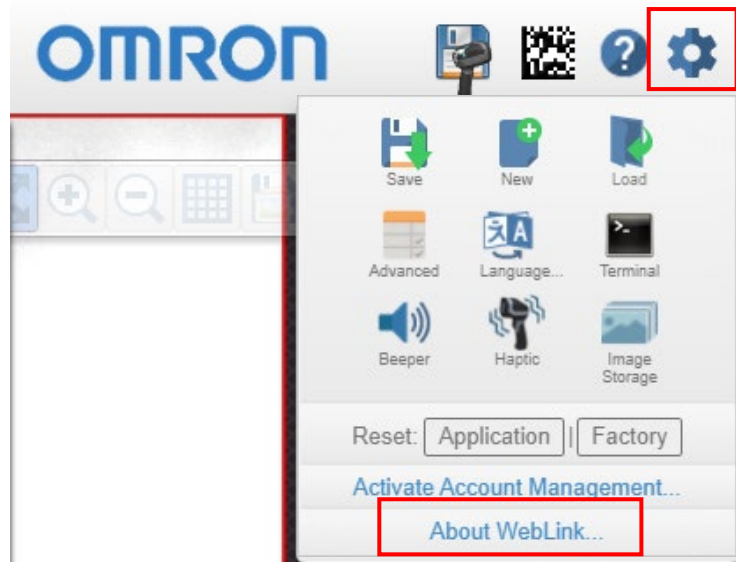 OMRON
Save New Load
Advanced Language... Terminal
Beeper Haptic Image
Storage
Reset: Application | Factory
Activate Account Management...
About WebLink...